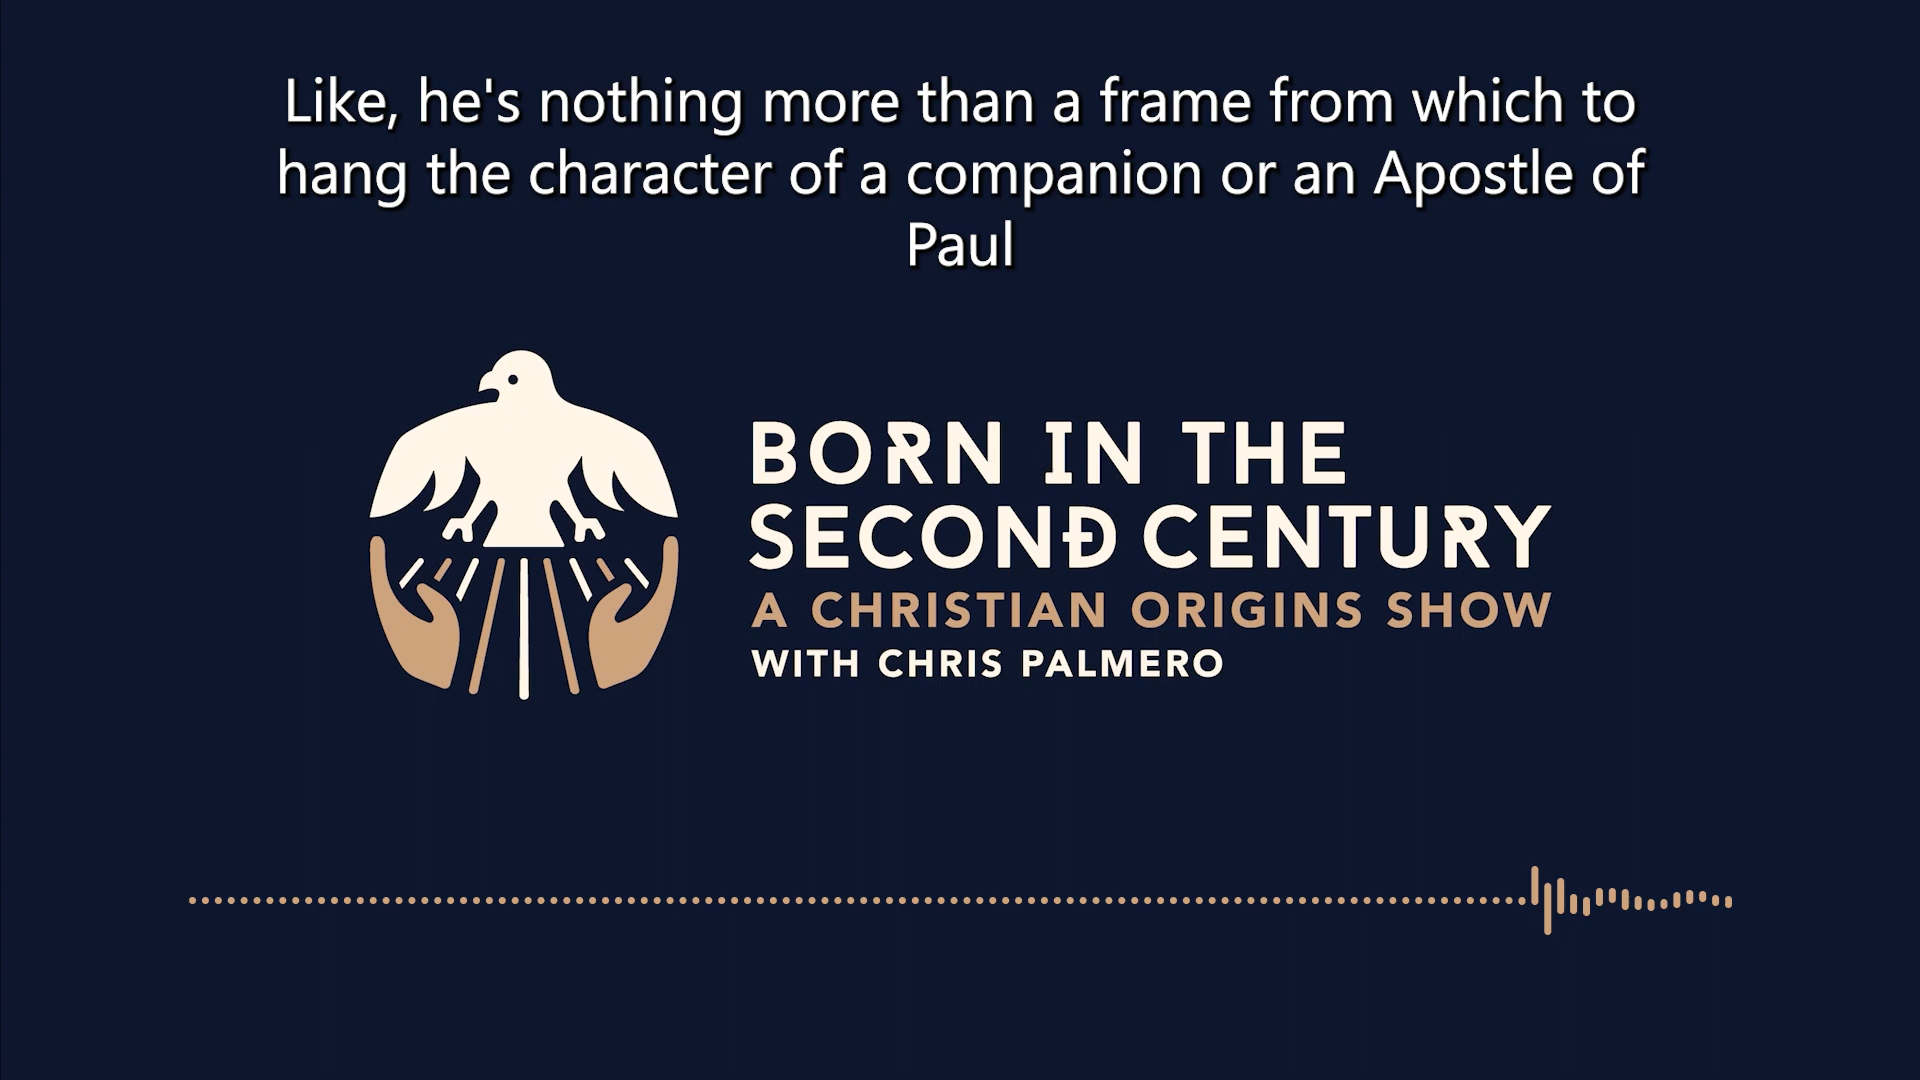 Like, he's nothing more than a frame from which to
hang the character of a companion or an Apostle of
Paul
BORN IN THE
SECOND CENTURY
A CHRISTIAN ORIGINS SHOW
WITH CHRIS PALMERO